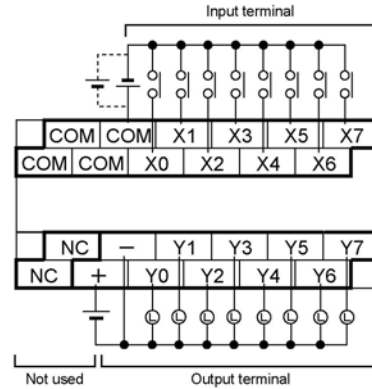 Input terminal
COM COM X1 X3 X5 X7
COM COM X0 X2 X4 X6
NC − Y1 Y3 Y5 Y7
NC + Y0 Y2 Y4 Y6
L L L L L L L L
Not used Output terminal